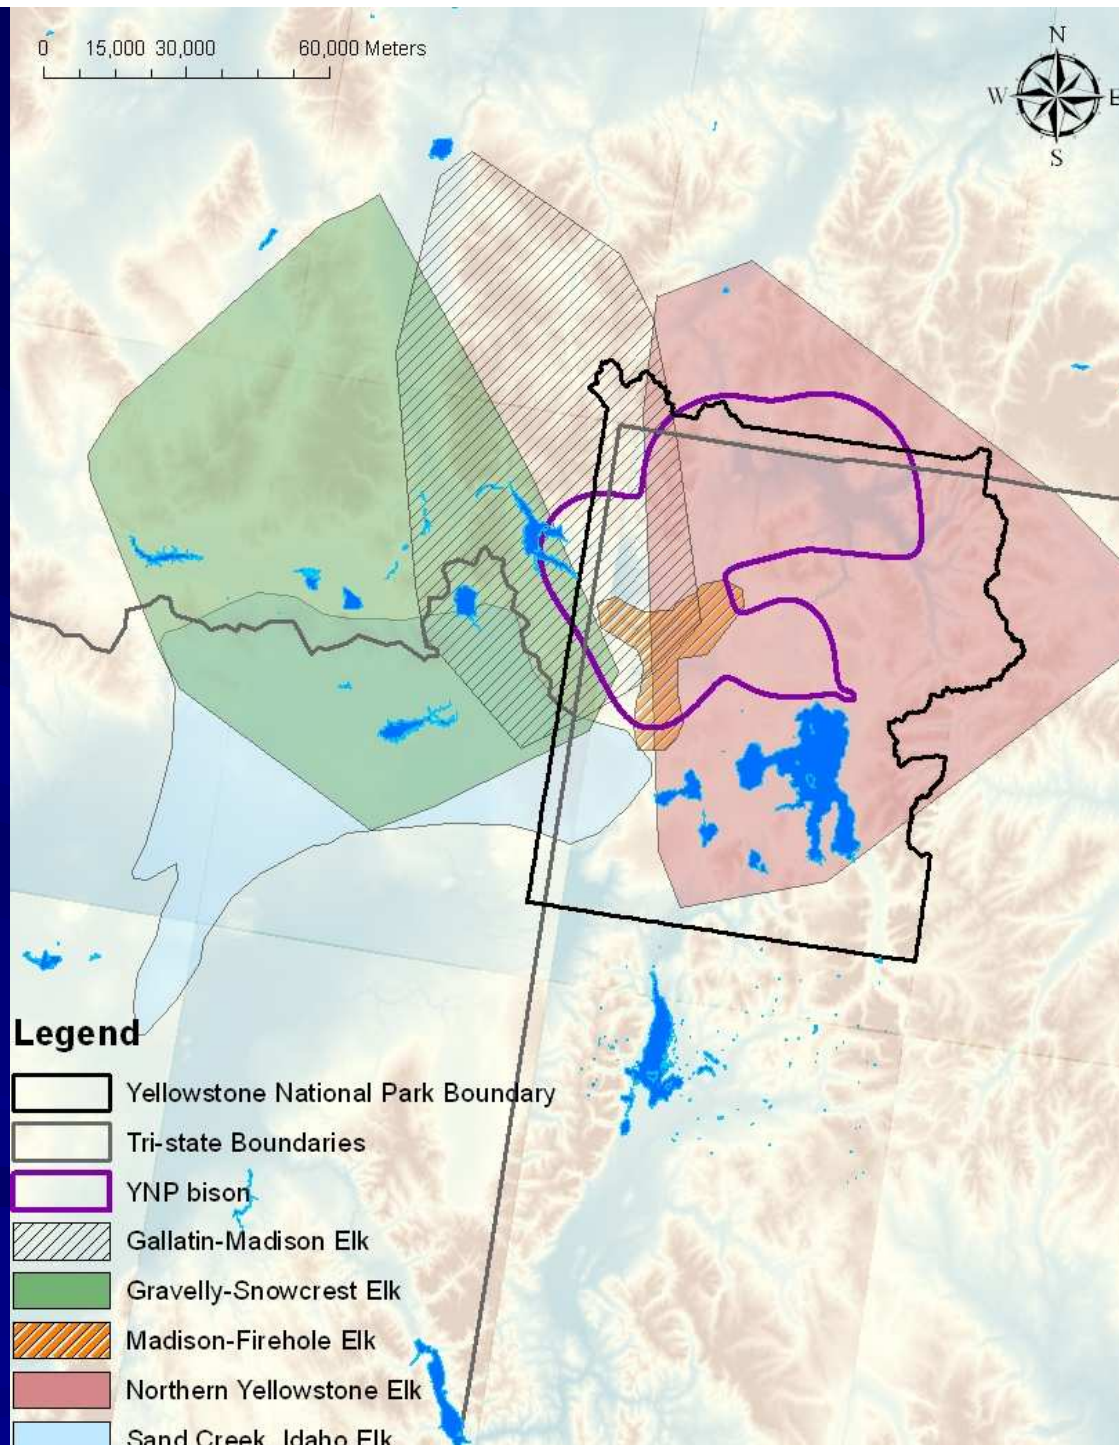 0 15,000 30,000 60,000 Meters
N
W E
S
Legend
Yellowstone National Park Boundary
Tri-state Boundaries
YNP bison
Gallatin-Madison Elk
Gravelly-Snowcrest Elk
Madison-Firehole Elk
Northern Yellowstone Elk
Sand Creek, Idaho Elk